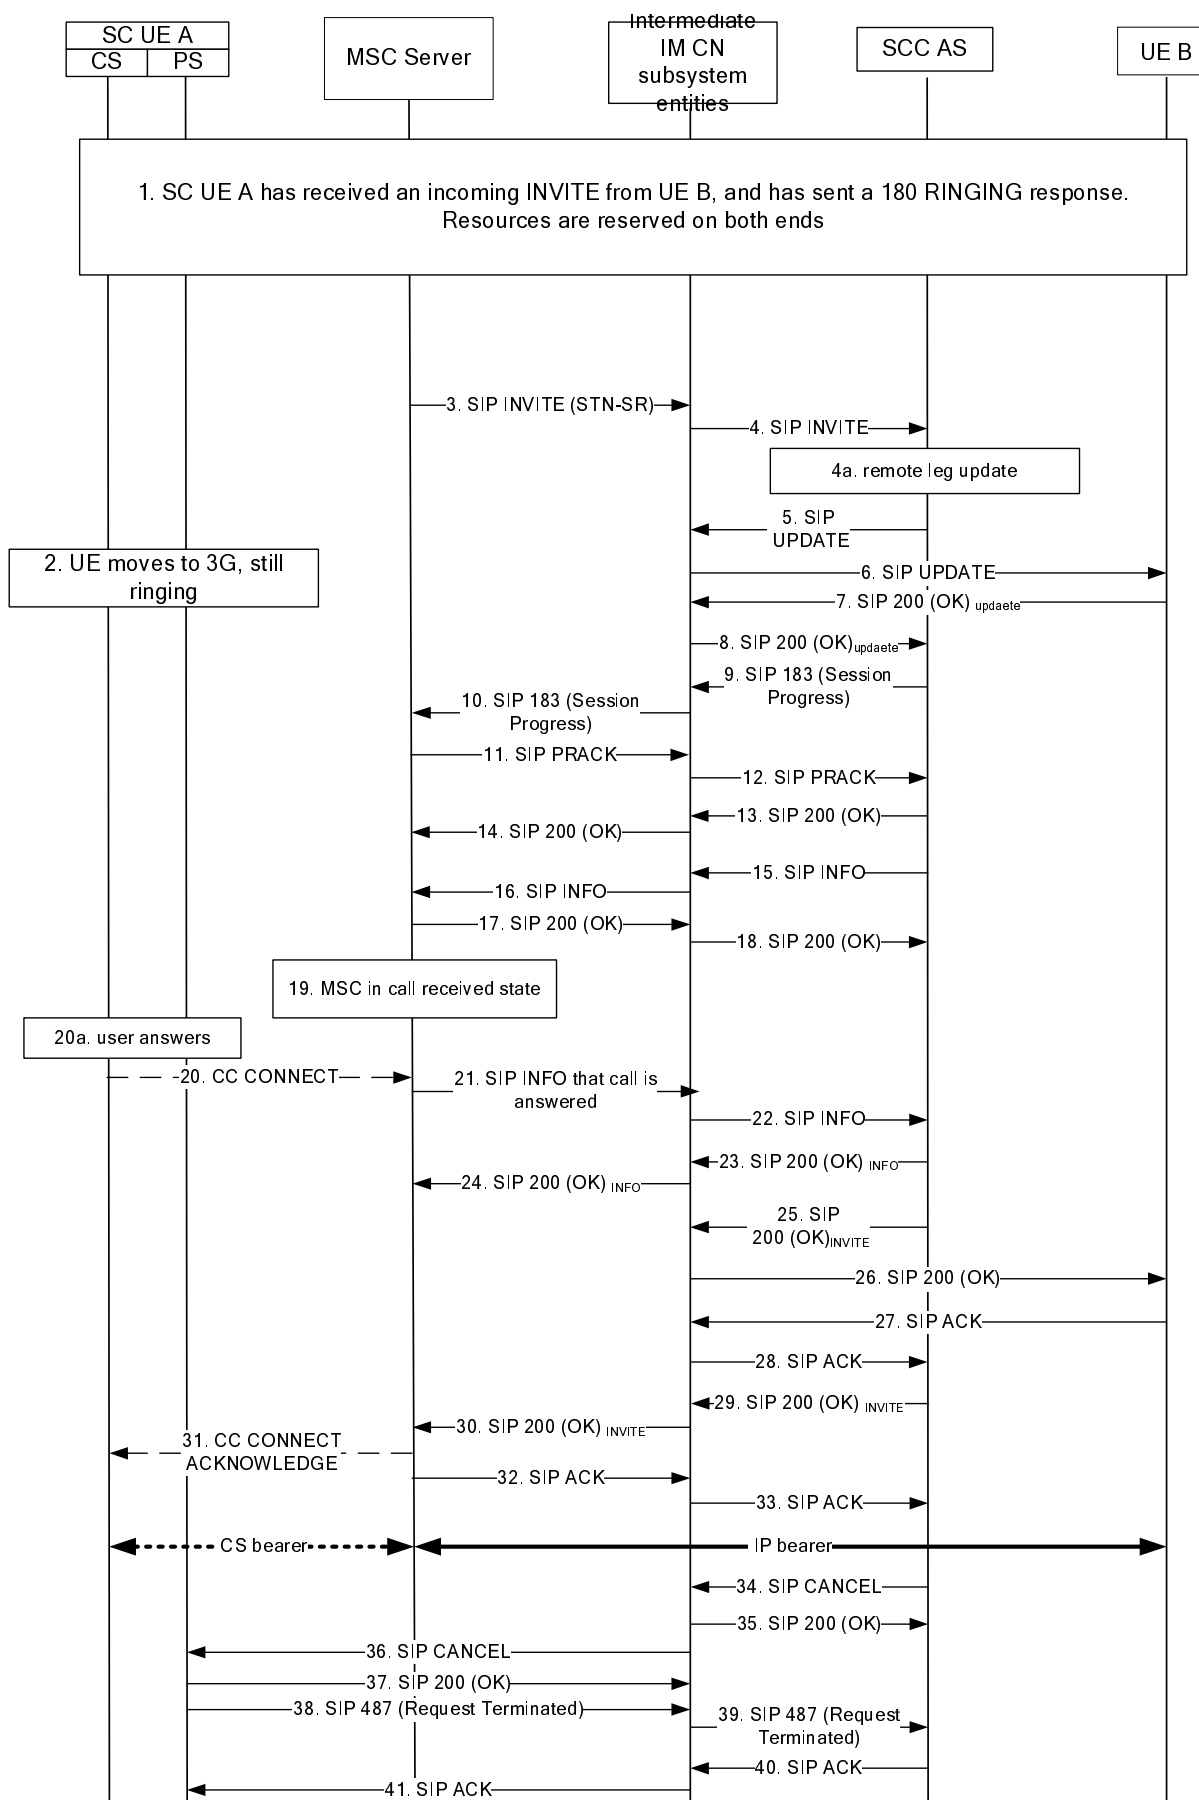 SC UE A
CS
PS
MSC Server
Intermediate
IM CN
subsystem
entities
SCC AS
UE B
1. SC UE A has received an incoming INVITE from UE B, and has sent a 180 RINGING response.
Resources are reserved on both ends
3. SIP INVITE (STN-SR)
4. SIP INVITE
4a. remote leg update
5. SIP
UPDATE
2. UE moves to 3G, still
ringing
6. SIP UPDATE
7. SIP 200 (OK) updaete
8. SIP 200 (OK)updaete
9. SIP 183 (Session
Progress)
10. SIP 183 (Session
Progress)
11. SIP PRACK
12. SIP PRACK
13. SIP 200 (OK)
14. SIP 200 (OK)
15. SIP INFO
16. SIP INFO
17. SIP 200 (OK)
18. SIP 200 (OK)
19. MSC in call received state
20a. user answers
20. CC CONNECT
21. SIP INFO that call is
answered
22. SIP INFO
23. SIP 200 (OK) INFO
24. SIP 200 (OK) INFO
25. SIP
200 (OK)INVITE
26. SIP 200 (OK)
27. SIP ACK
28. SIP ACK
29. SIP 200 (OK) INVITE
30. SIP 200 (OK) INVITE
31. CC CONNECT
ACKNOWLEDGE
32. SIP ACK
33. SIP ACK
CS bearer
IP bearer
34. SIP CANCEL
35. SIP 200 (OK)
36. SIP CANCEL
37. SIP 200 (OK)
38. SIP 487 (Request Terminated)
39. SIP 487 (Request
Terminated)
40. SIP ACK
41. SIP ACK